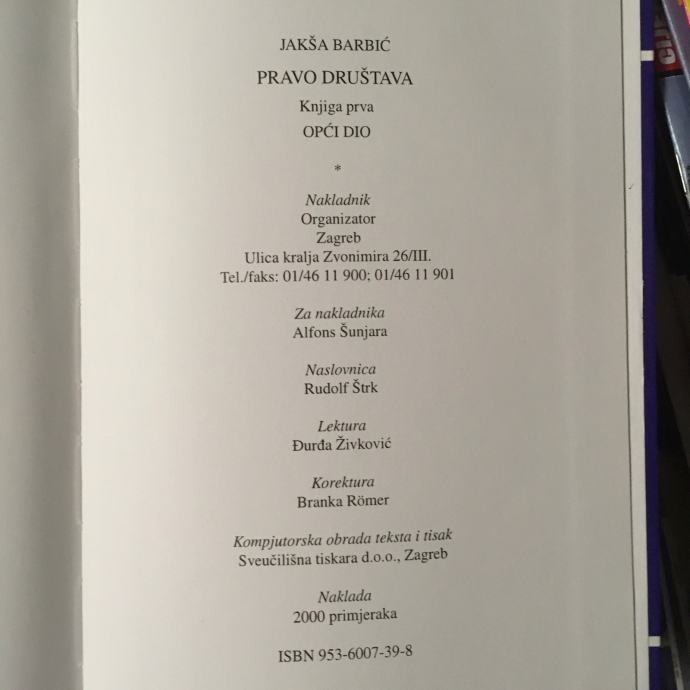 JAKŠA BARBIĆ
PRAVO DRUŠTAVA
Knjiga prva
OPĆI DIO
*
Nakladnik
Organizator
Zagreb
Ulica kralja Zvonimira 26/III.
Tel./faks: 01/46 11 900; 01/46 11 901
Za nakladnika
Alfons Šunjara
Naslovnica
Rudolf Štrk
Lektura
Đurđa Živković
Korektura
Branka Römer
Kompjutorska obrada teksta i tisak
Sveučilišna tiskara d.o.o., Zagreb
Naklada
2000 primjeraka
ISBN 953-6007-39-8